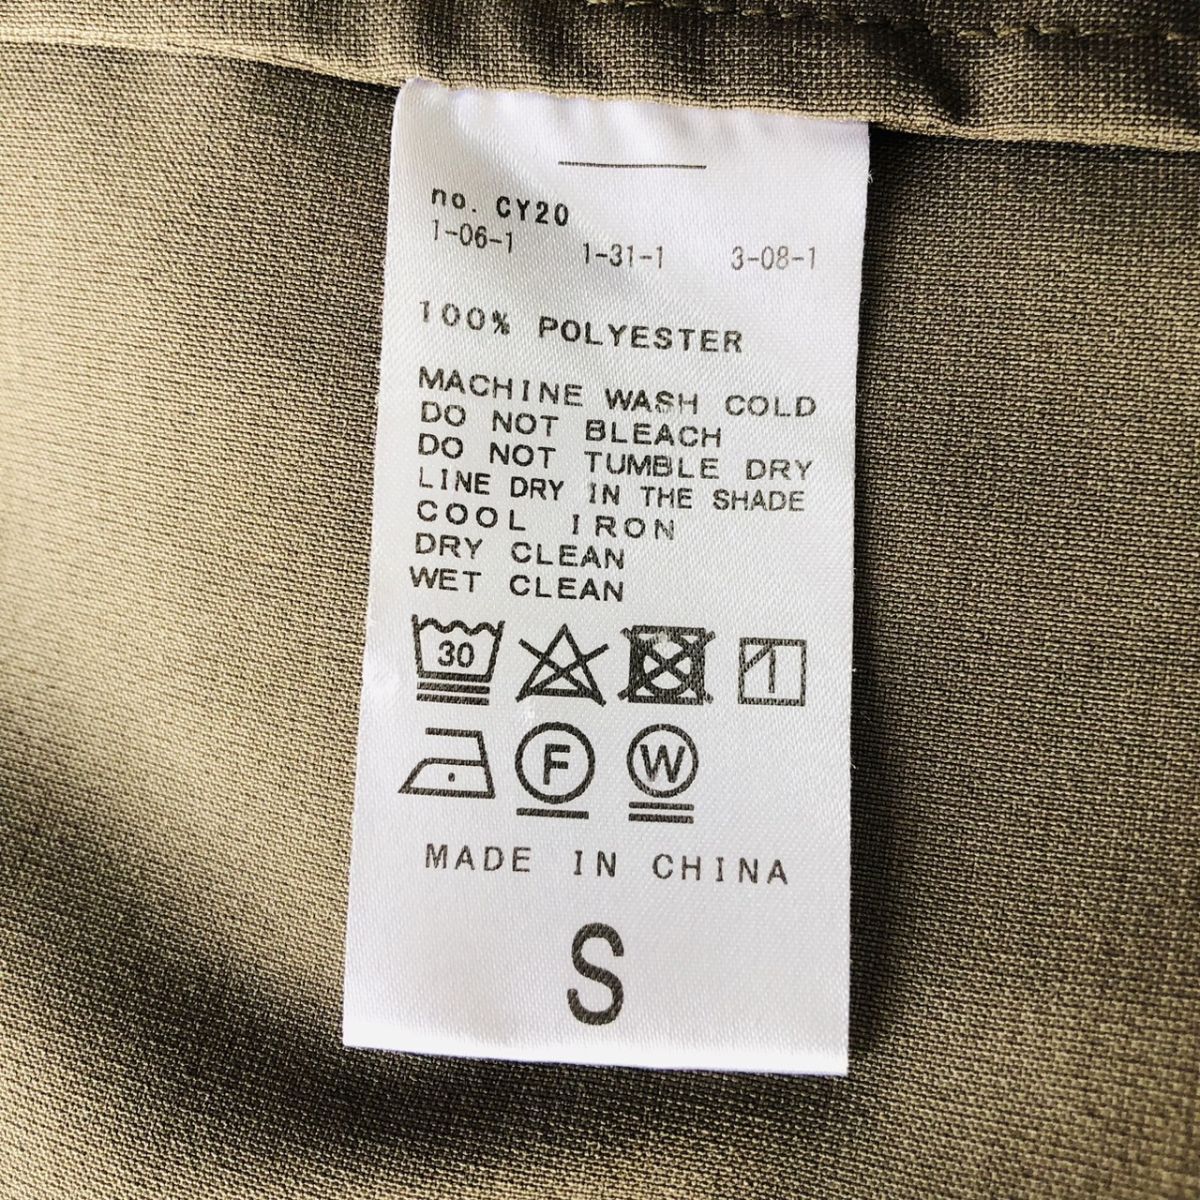 no. CY20
1-06-1 1-31-1 3-08-1
100% POLYESTER
MACHINE WASH COLD
DO NOT BLEACH
DO NOT TUMBLE DRY
LINE DRY IN THE SHADE
COOL IRON
DRY CLEAN
WET CLEAN
30
F W
MADE IN CHINA
S